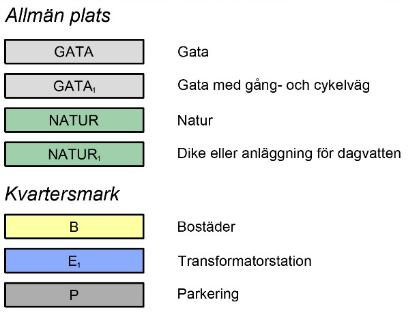 Allmän plats
GATA Gata
GATA₁ Gata med gång- och cykelväg
NATUR Natur
NATUR₁ Dike eller anläggning för dagvatten
Kvartersmark
B Bostäder
E₁ Transformatorstation
P Parkering